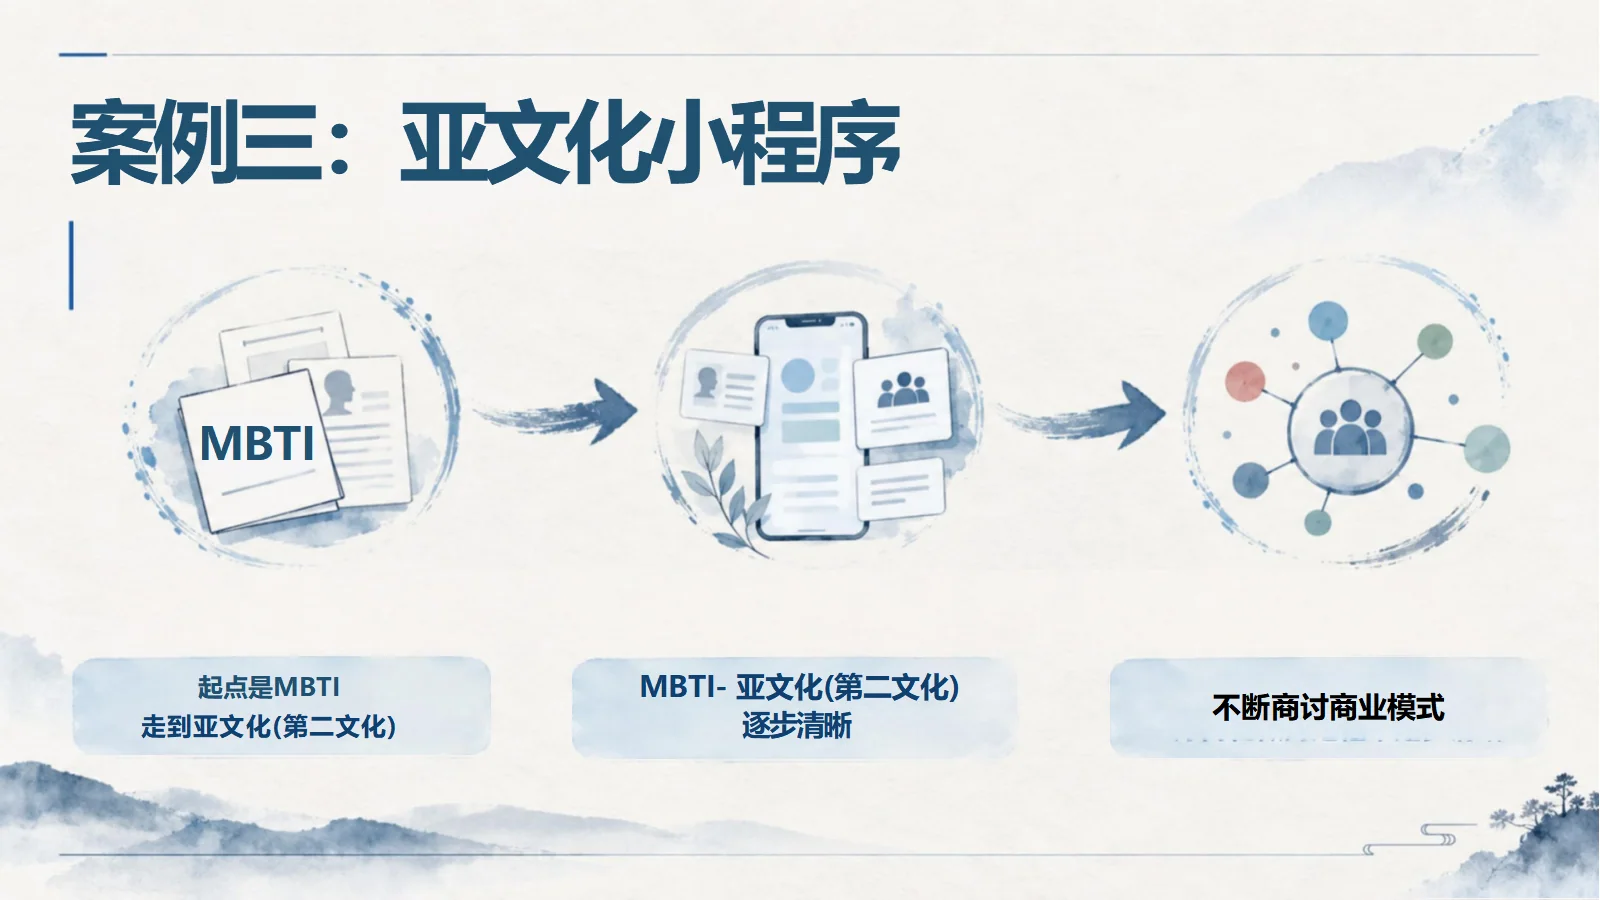 案例三：亚文化小程序
MBTI
起点是MBTI
走到亚文化(第二文化)
MBTI- 亚文化(第二文化)
逐步清晰
不断商讨商业模式